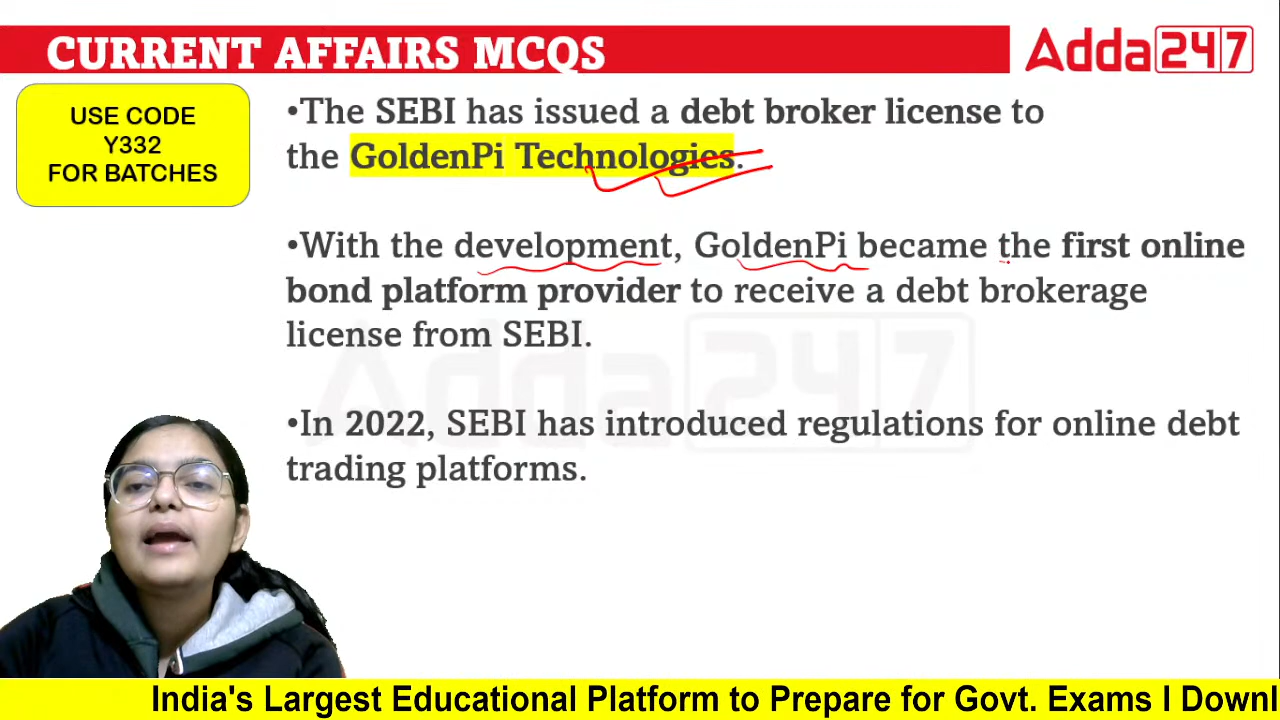 CURRENT AFFAIRS MCQS
Adda247
USE CODE
Y332
FOR BATCHES
•The SEBI has issued a debt broker license to
the GoldenPi Technologies.
•With the development, GoldenPi became the first online
bond platform provider to receive a debt brokerage
license from SEBI.
•In 2022, SEBI has introduced regulations for online debt
trading platforms.
Adda247
India's Largest Educational Platform to Prepare for Govt. Exams I Downl